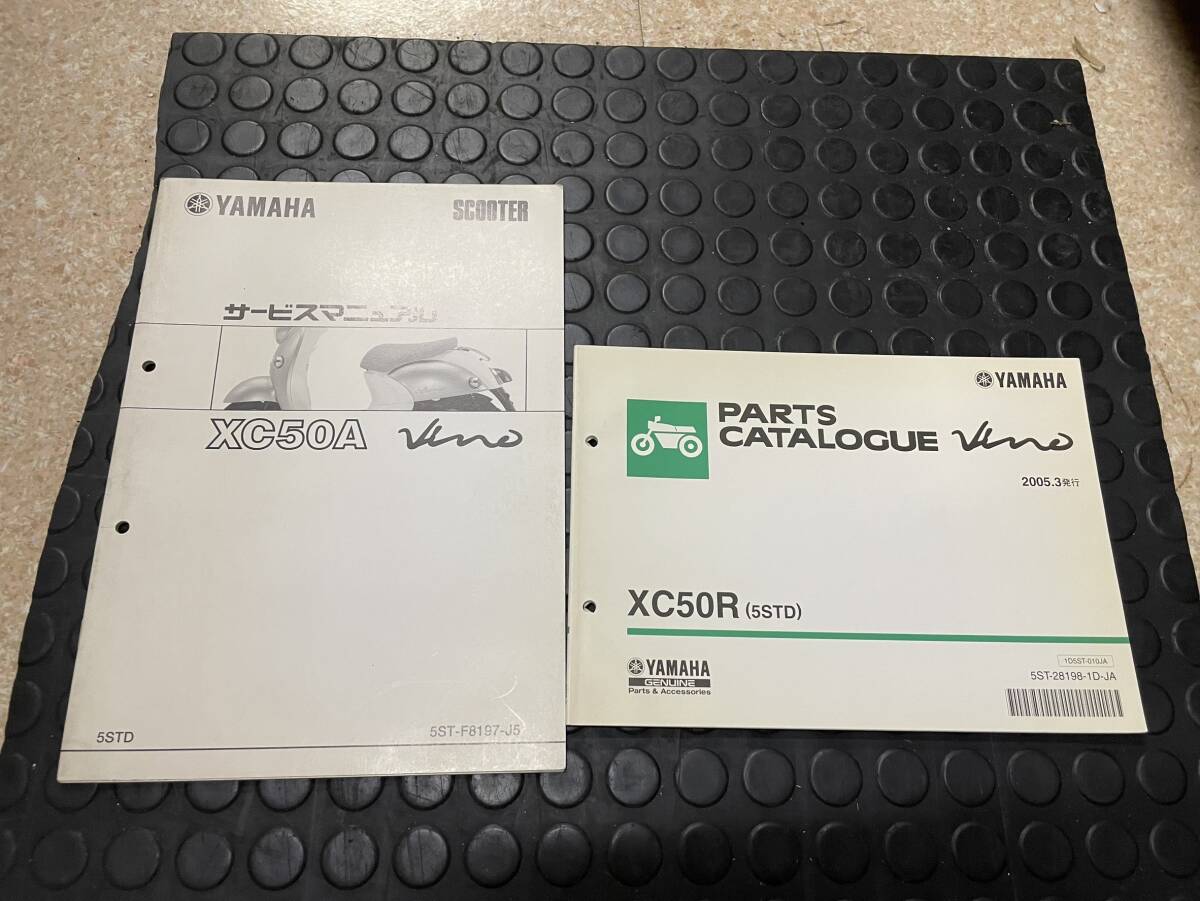 YAMAHA
SCOOTER
サービスマニュアル
XC50A Vino
5STD
5ST-F8197-J5
YAMAHA
PARTS
CATALOGUE Vino
2005.3発行
XC50R (5STD)
YAMAHA
GENUINE
Parts & Accessories
1D5ST-010JA
5ST-28198-1D-JA